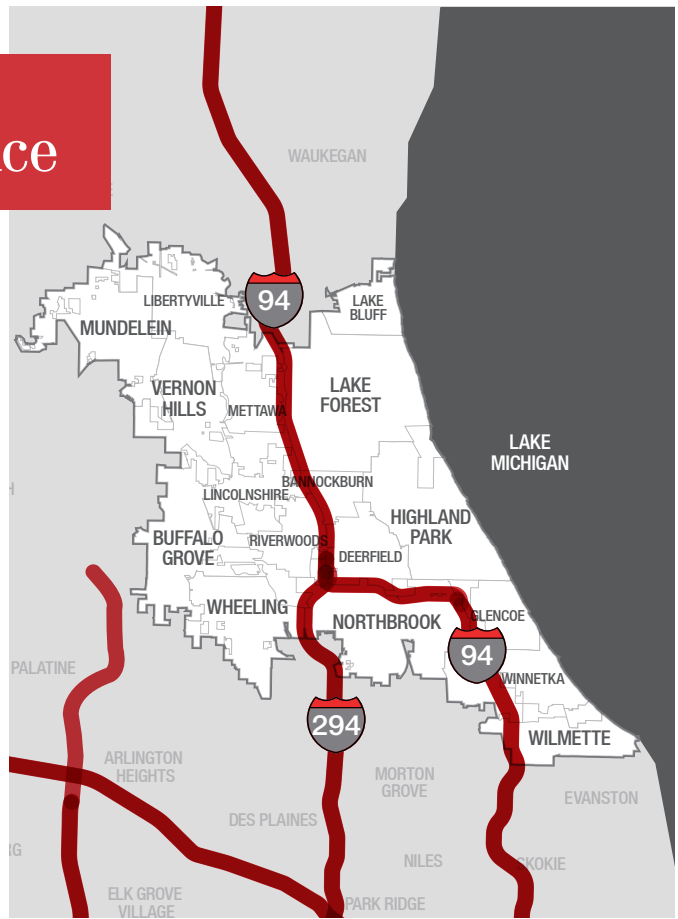 WAUKEGAN
LIBERTYVILLE
94
LAKE
BLUFF
MUNDELEIN
VERNON
HILLS
METTAWA
LAKE
FOREST
LAKE
MICHIGAN
BANNOCKBURN
LINCOLNSHIRE
HIGHLAND
PARK
BUFFALO
GROVE
RIVERWOODS
DEERFIELD
WHEELING
NORTHBROOK
GLENCOE
94
PALATINE
WINNETKA
294
WILMETTE
ARLINGTON
HEIGHTS
MORTON
GROVE
EVANSTON
DES PLAINES
NILES
SKOKIE
ELK GROVE
VILLAGE
PARK RIDGE